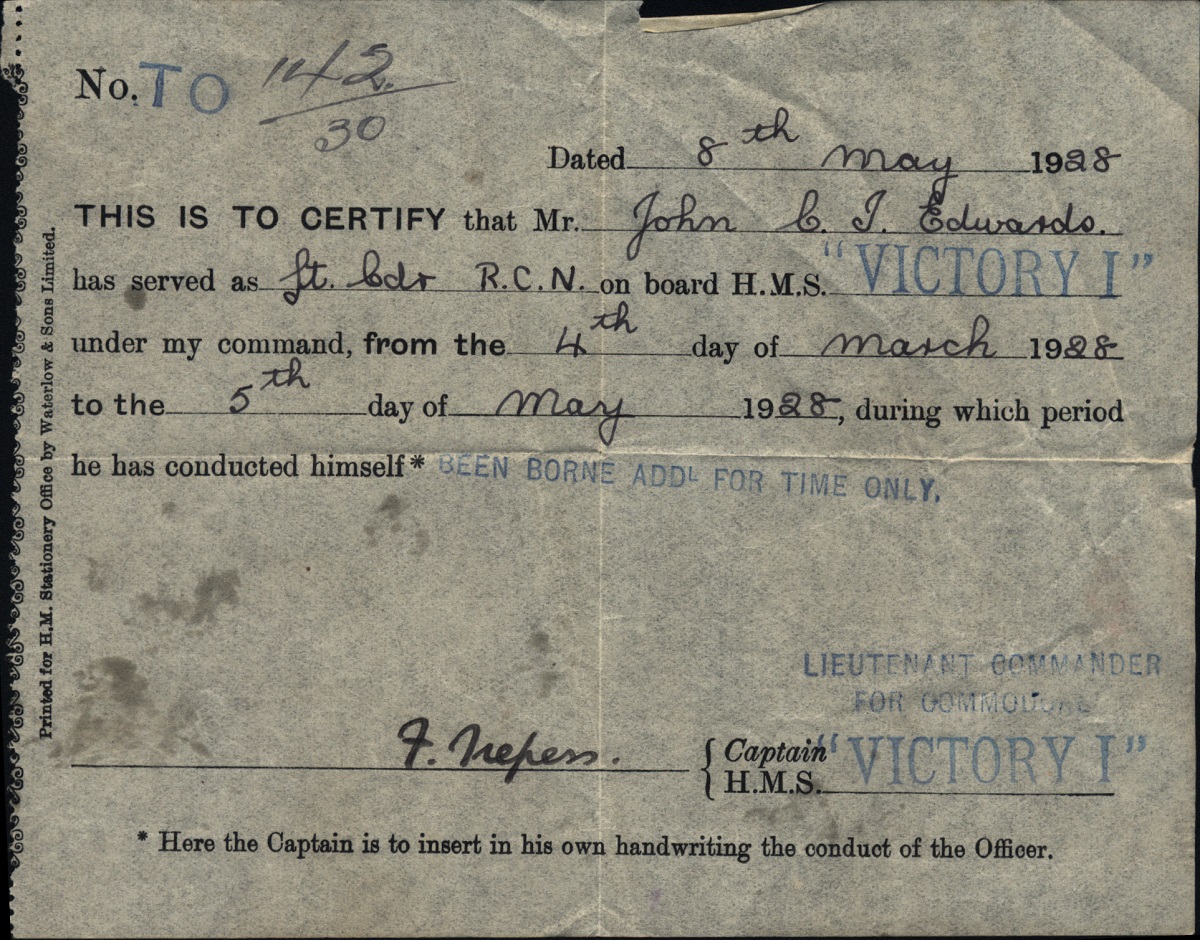 No. TO 1142.
30
Dated 8th May 1928
THIS IS TO CERTIFY that Mr. John C. I. Edwards.
has served as Lt. Cdr R.C.N. on board H.M.S. "VICTORY I"
under my command, from the 4th day of March 1928
to the 5th day of May 1928, during which period
he has conducted himself* BEEN BORNE ADDL FOR TIME ONLY.
LIEUTENANT COMMANDER
FOR COMMODORE
F. { Captain
H.M.S. "VICTORY I"
* Here the Captain is to insert in his own handwriting the conduct of the Officer.
Printed for H.M. Stationery Office by Waterlow & Sons Limited.